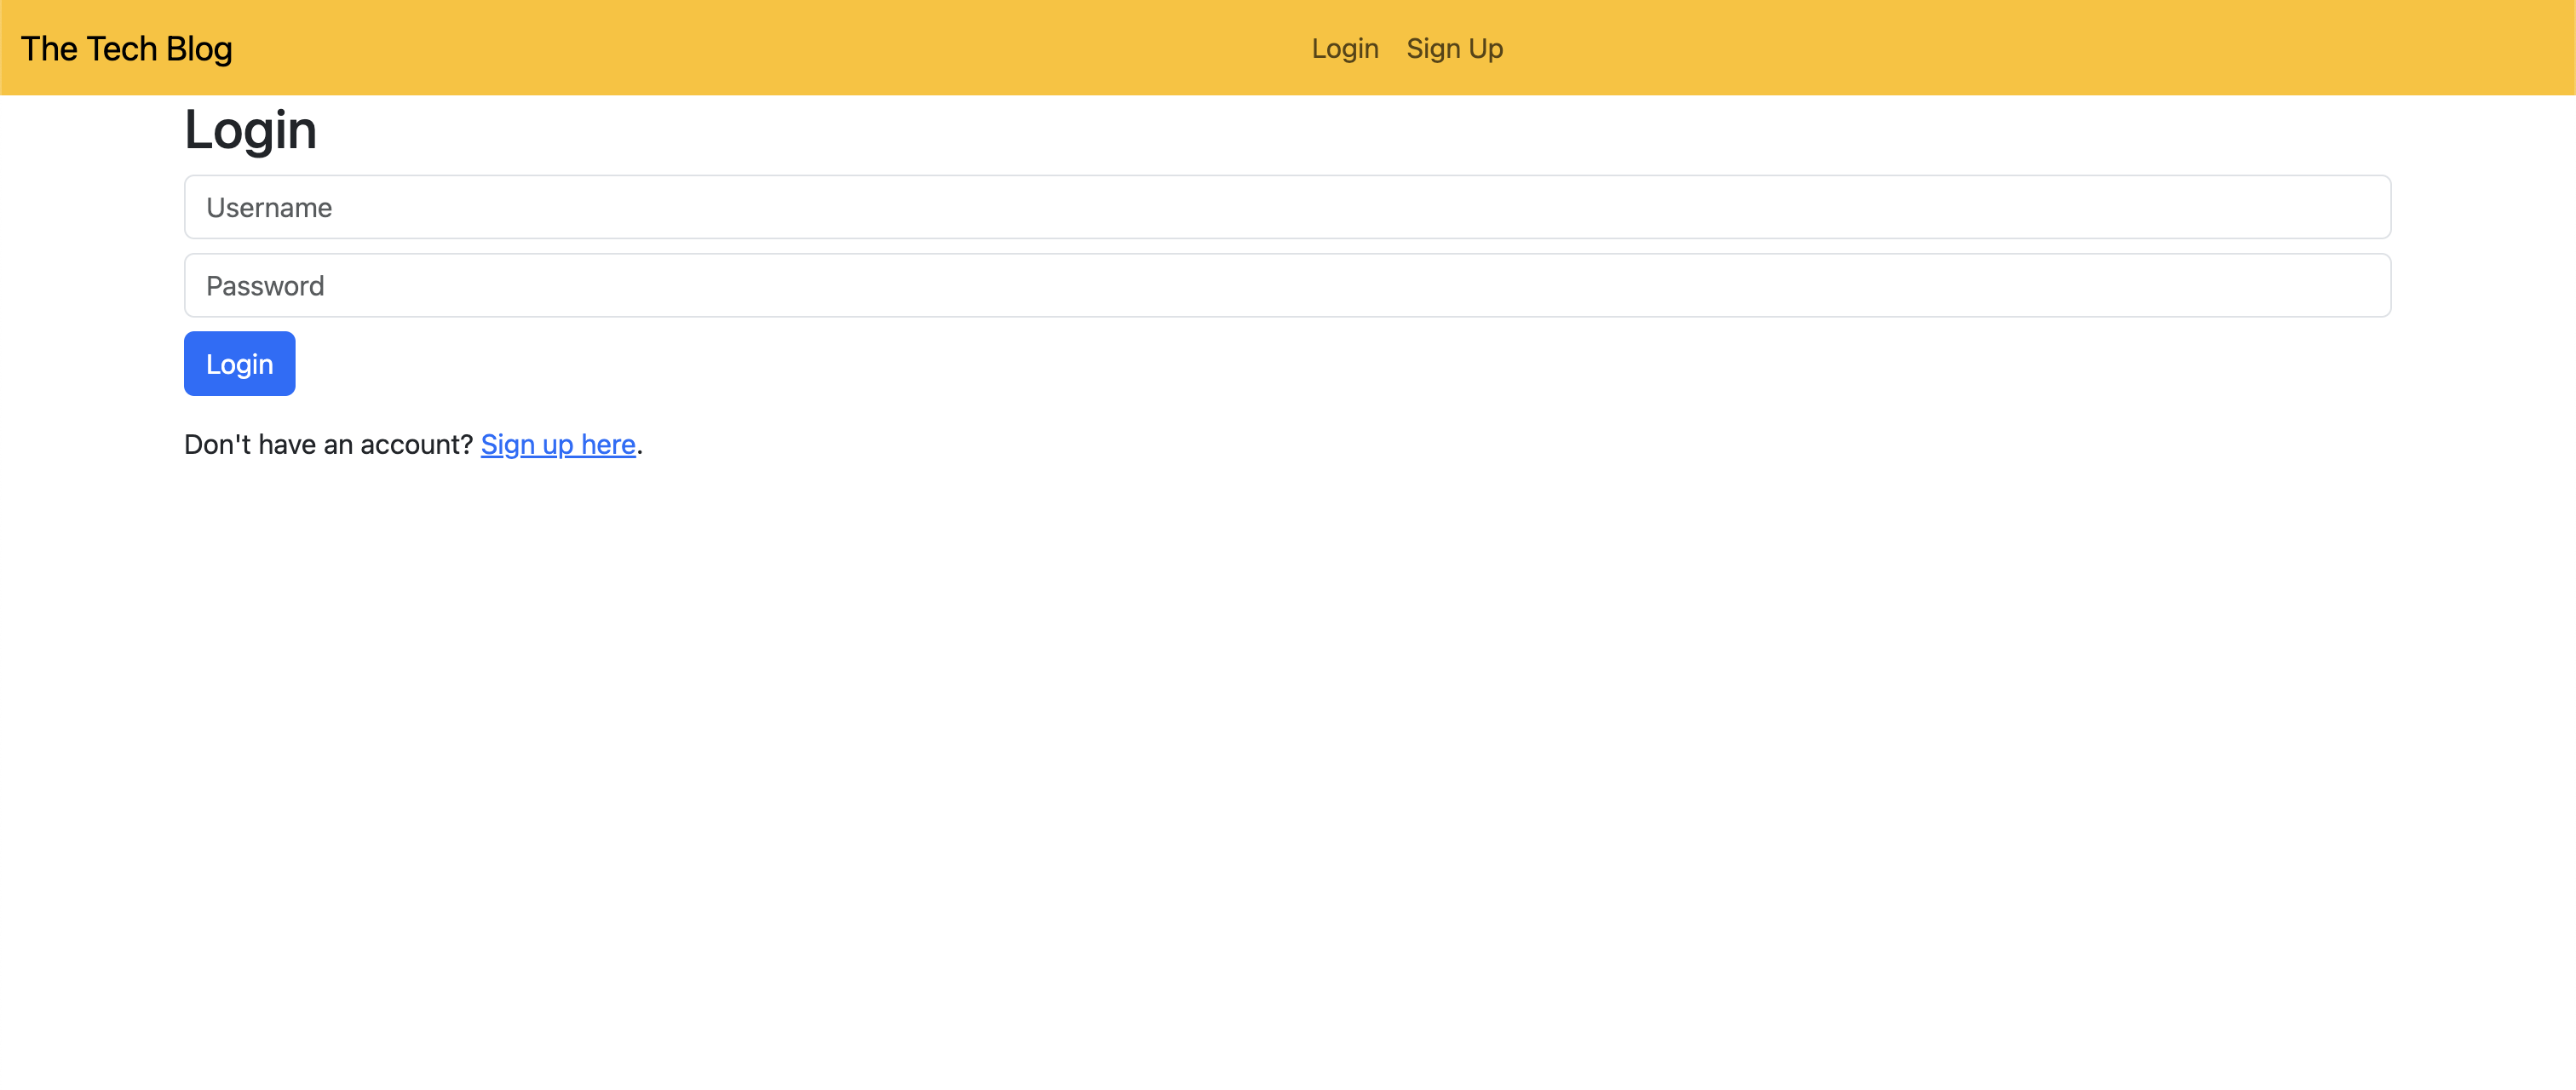 The Tech Blog Login Sign Up
Login
Username
Password
Login
Don't have an account? Sign up here.